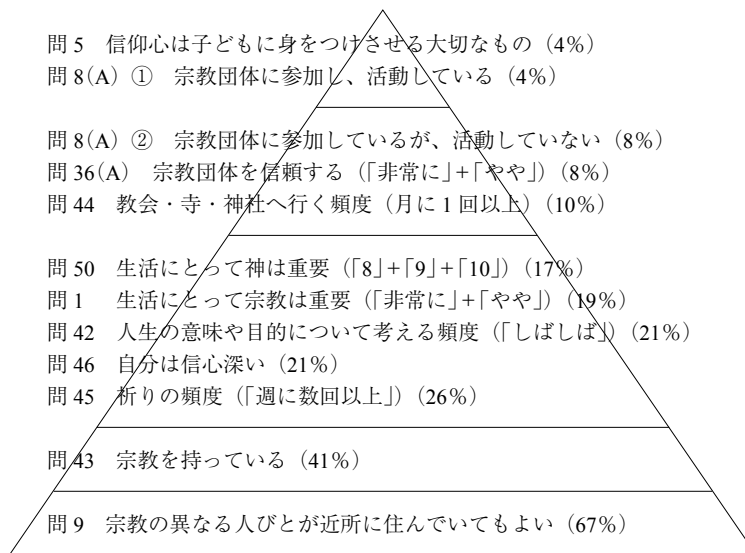 問 5 信仰心は子どもに身をつけさせる大切なもの（4%）
問 8(A) ① 宗教団体に参加し、活動している（4%）
問 8(A) ② 宗教団体に参加しているが、活動していない（8%）
問 36(A) 宗教団体を信頼する（「非常に」+「やや」）（8%）
問 44 教会・寺・神社へ行く頻度（月に 1 回以上）（10%）
問 50 生活にとって神は重要（「8」+「9」+「10」）（17%）
問 1 生活にとって宗教は重要（「非常に」+「やや」）（19%）
問 42 人生の意味や目的について考える頻度（「しばしば」）（21%）
問 46 自分は信心深い（21%）
問 45 祈りの頻度（「週に数回以上」）（26%）
問 43 宗教を持っている（41%）
問 9 宗教の異なる人びとが近所に住んでいてもよい（67%）